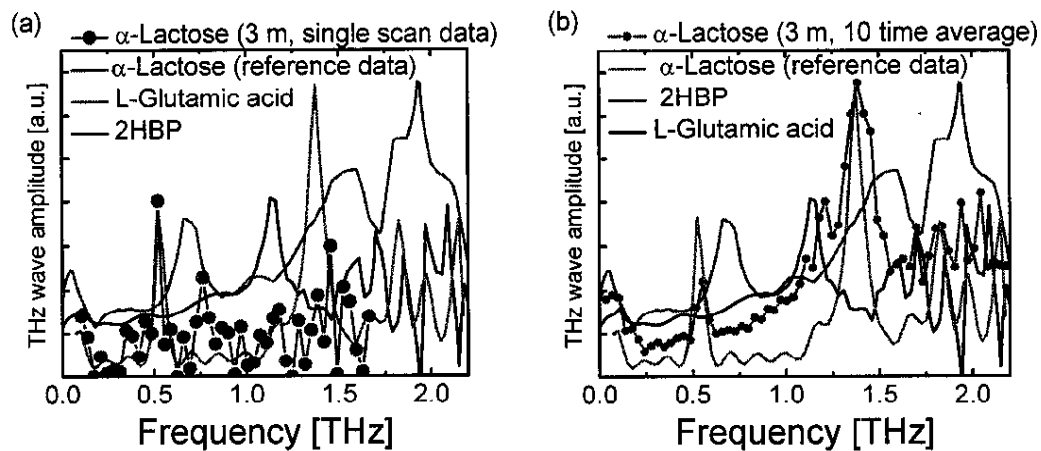 (a)
α-Lactose (3 m, single scan data)
α-Lactose (reference data)
L-Glutamic acid
2HBP
THz wave amplitude [a.u.]
0.0 0.5 1.0 1.5 2.0
Frequency [THz]
(b)
α-Lactose (3 m, 10 time average)
α-Lactose (reference data)
2HBP
L-Glutamic acid
THz wave amplitude [a.u.]
0.0 0.5 1.0 1.5 2.0
Frequency [THz]